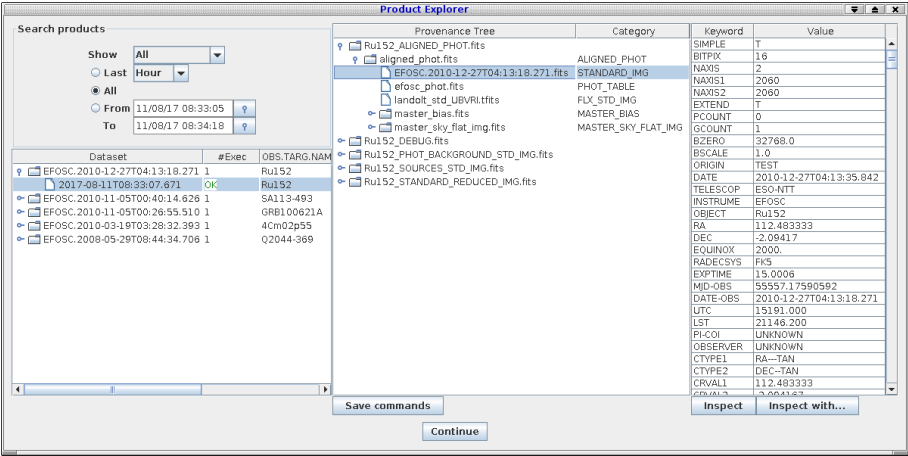 Product Explorer
Search products
Show All
Last Hour
All
From 11/08/17 08:33:05
To 11/08/17 08:34:18
Dataset #Exec OBS.TARG.NAM
EFOSC.2010-12-27T04:13:18.271 1 Ru152
2017-08-11T08:33:07.671 OK Ru152
EFOSC.2010-11-05T00:40:14.626 1 SA113-493
EFOSC.2010-11-05T00:26:55.510 1 GRB100621A
EFOSC.2010-03-19T03:28:32.393 1 4Cm02p55
EFOSC.2008-05-29T08:44:34.706 1 Q2044-369
Provenance Tree Category
Ru152_ALIGNED_PHOT.fits
aligned_phot.fits ALIGNED_PHOT
EFOSC.2010-12-27T04:13:18.271.fits STANDARD_IMG
efosc_phot.fits PHOT_TABLE
landolt_std_UBVRI.tfits FLX_STD_IMG
master_bias.fits MASTER_BIAS
master_sky_flat_img.fits MASTER_SKY_FLAT_IMG
Ru152_DEBUG.fits
Ru152_PHOT_BACKGROUND_STD_IMG.fits
Ru152_SOURCES_STD_IMG.fits
Ru152_STANDARD_REDUCED_IMG.fits
Save commands
Keyword Value
SIMPLE T
BITPIX 16
NAXIS 2
NAXIS1 2060
NAXIS2 2060
EXTEND T
PCOUNT 0
GCOUNT 1
BZERO 32768.0
BSCALE 1.0
ORIGIN TEST
DATE 2010-12-27T04:13:35.842
TELESCOP ESO-NTT
INSTRUME EFOSC
OBJECT Ru152
RA 112.483333
DEC -2.09417
EQUINOX 2000.
RADECSYS FK5
EXPTIME 15.0006
MJD-OBS 55557.17590592
DATE-OBS 2010-12-27T04:13:18.271
UTC 15191.000
LST 21146.200
PI-COI UNKNOWN
OBSERVER UNKNOWN
CTYPE1 RA---TAN
CTYPE2 DEC--TAN
CRVAL1 112.483333
CRVAL2 -2.094167
Inspect Inspect with...
Continue